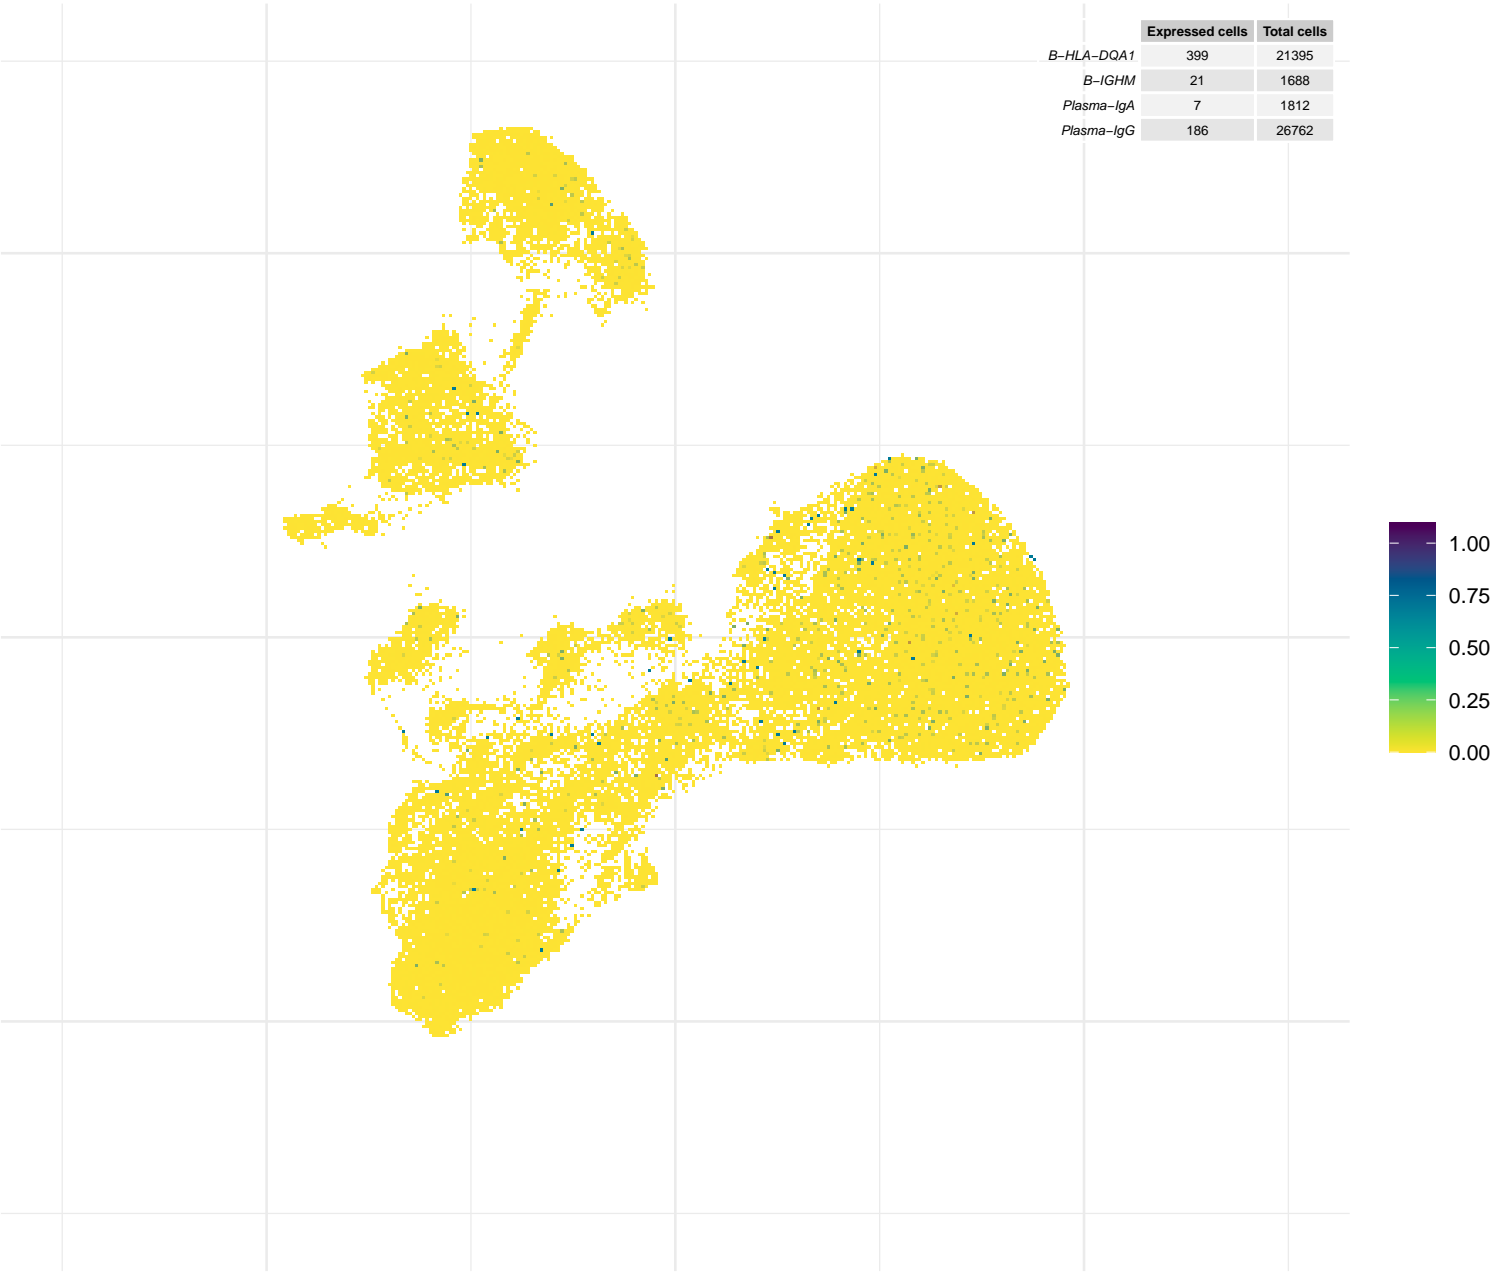 Expressed cells Total cells
B−HLA−DQA1 399 21395
B−IGHM 21 1688
Plasma−IgA 7 1812
Plasma−IgG 186 26762
1.00
0.75
0.50
0.25
0.00